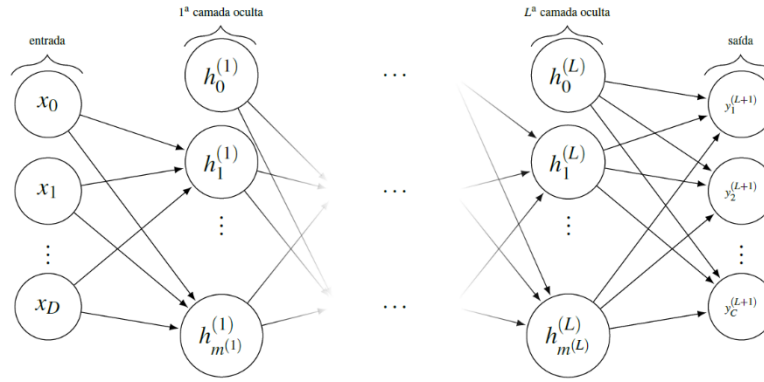 entrada
1ª camada oculta
Lª camada oculta
saída
x_0
x_1
⋮
x_D
h_0^{(1)}
h_1^{(1)}
⋮
h_{m^{(1)}}^{(1)}
...
...
...
h_0^{(L)}
h_1^{(L)}
⋮
h_{m^{(L)}}^{(L)}
y_1^{(L+1)}
y_2^{(L+1)}
⋮
y_C^{(L+1)}